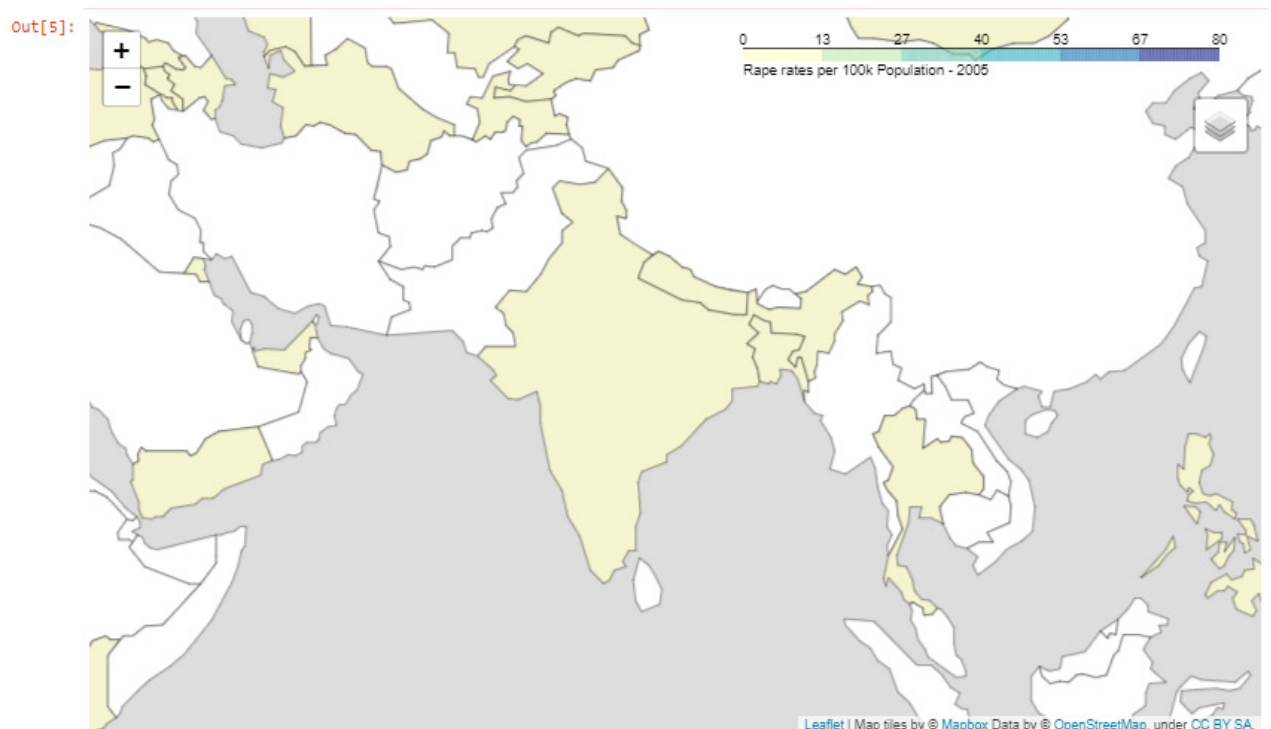 Out[5]:
+
−
0 13 27 40 53 67 80
Rape rates per 100k Population - 2005
Leaflet | Map tiles by © Mapbox Data by © OpenStreetMap, under CC BY SA.